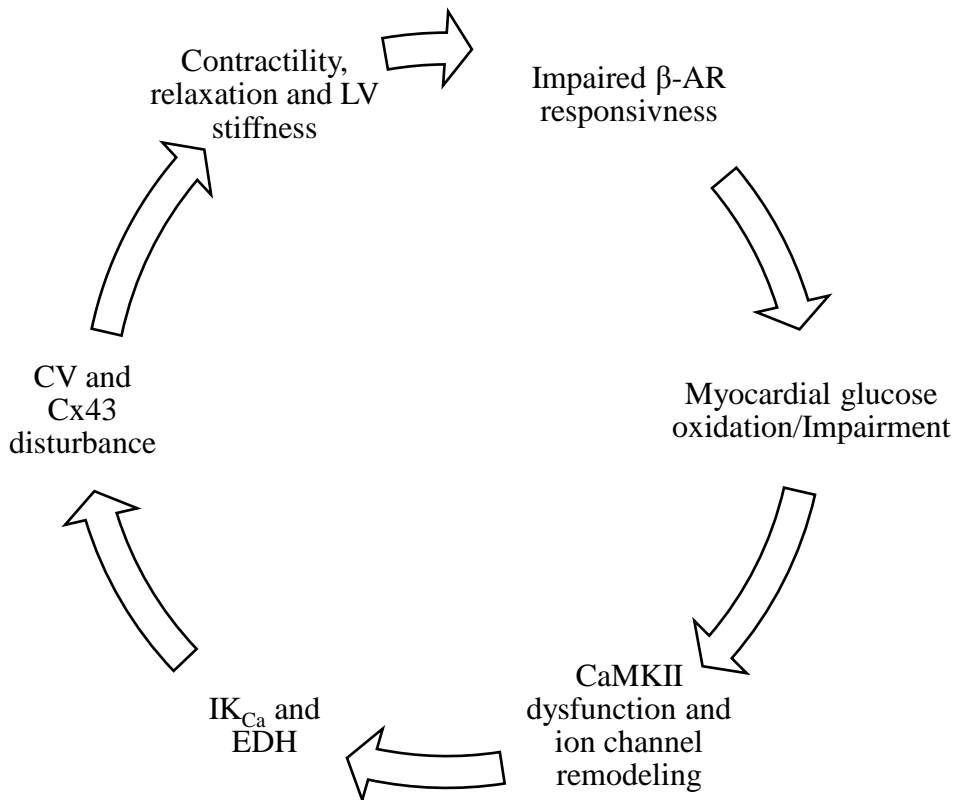 Contractility,
relaxation and LV
stiffness
Impaired β-AR
responsivness
Myocardial glucose
oxidation/Impairment
CaMKII
dysfunction and
ion channel
remodeling
IKCa and
EDH
CV and
Cx43
disturbance